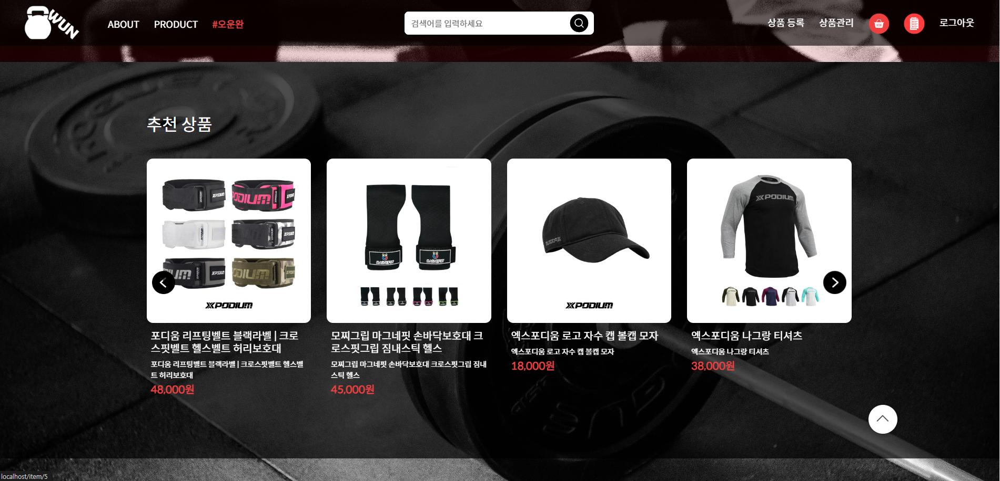 WUN
ABOUT
PRODUCT
#오운완
검색어를 입력하세요
상품 등록
상품관리
로그아웃
추천 상품
XPODIUM
PODIUM
XPODIUM
XPODIUM
IUM
XPODIUM
PODIUM
XPODIUM
MAGNEFIT
MAGNEFIT
XPODIUM
XPODIUM
XPODIUM
포디움 리프팅벨트 블랙라벨 | 크로
스핏벨트 헬스벨트 허리보호대
포디움 리프팅벨트 블랙라벨 | 크로스핏벨트 헬스벨
트 허리보호대
48,000원
모찌그립 마그네핏 손바닥보호대 크
로스핏그립 짐내스틱 헬스
모찌그립 마그네핏 손바닥보호대 크로스핏그립 짐내
스틱 헬스
45,000원
엑스포디움 로고 자수 캡 볼캡 모자
엑스포디움 로고 자수 캡 볼캡 모자
18,000원
엑스포디움 나그랑 티셔츠
엑스포디움 나그랑 티셔츠
38,000원
localhost/item/5